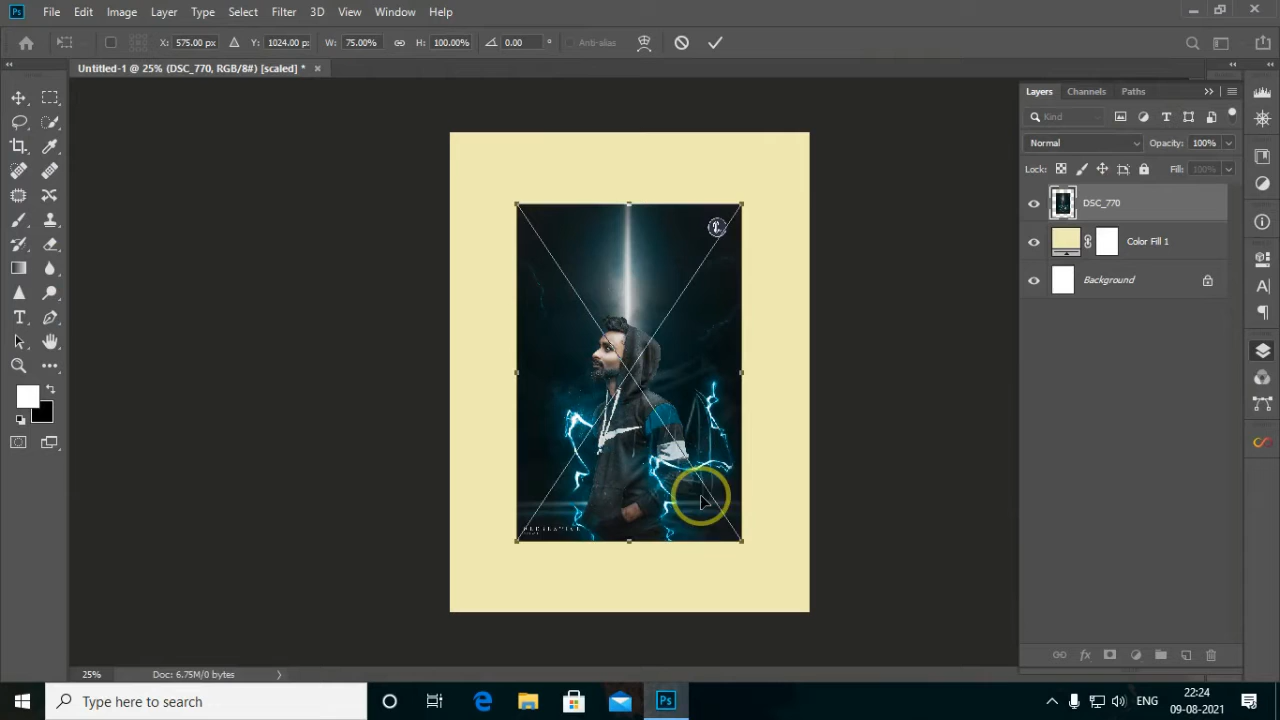 Ps File Edit Image Layer Type Select Filter 3D View Window Help
X: 575.00 px Y: 1024.00 px W: 75.00% H: 100.00% 0.00 ° Anti-alias
Untitled-1 @ 25% (DSC_770, RGB/8#) [scaled] * ×
Layers Channels Paths
Kind
Normal Opacity: 100%
Lock: Fill: 100%
DSC_770
Color Fill 1
Background
25% Doc: 6.75M/0 bytes
Type here to search
Ps
ENG
22:24
09-08-2021